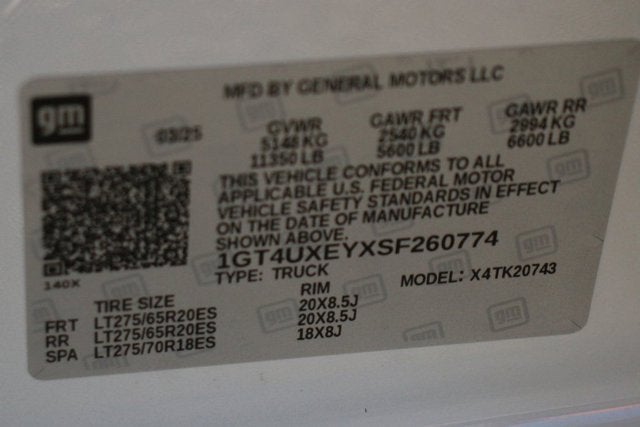 MFD BY GENERAL MOTORS LLC
gm
03/25
GVWR
5148 KG
11350 LB
GAWR FRT
2540 KG
5600 LB
GAWR RR
2994 KG
6600 LB
THIS VEHICLE CONFORMS TO ALL
APPLICABLE U.S. FEDERAL MOTOR
VEHICLE SAFETY STANDARDS IN EFFECT
ON THE DATE OF MANUFACTURE
SHOWN ABOVE.
1GT4UXEYXSF260774
140X
TYPE: TRUCK
MODEL: X4TK20743
TIRE SIZE RIM
FRT LT275/65R20ES 20X8.5J
RR LT275/65R20ES 20X8.5J
SPA LT275/70R18ES 18X8J